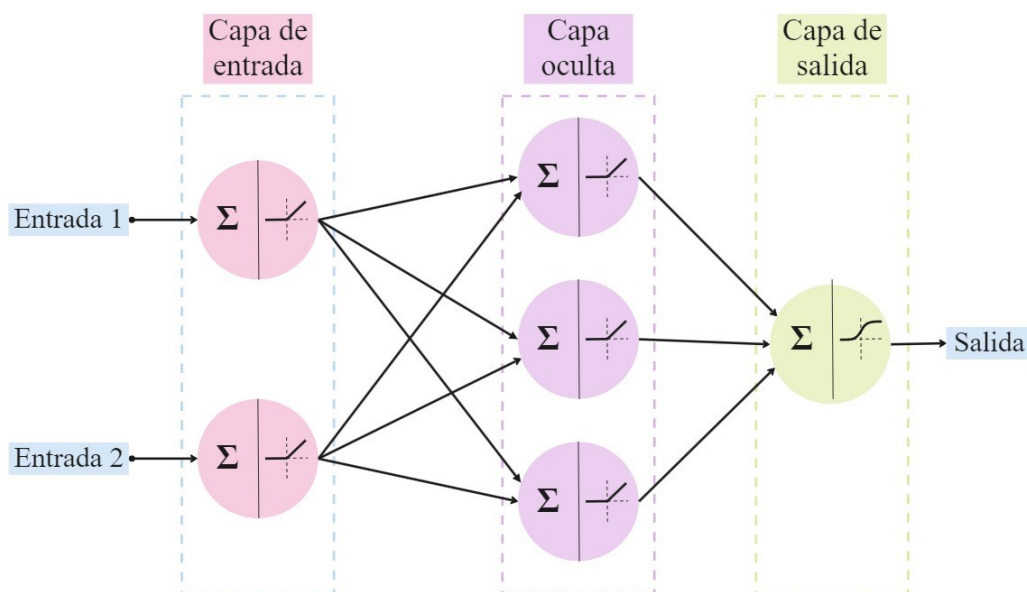 Capa de
entrada
Capa
oculta
Capa de
salida
Entrada 1
Σ
Σ
Σ
Σ
Salida
Entrada 2
Σ
Σ